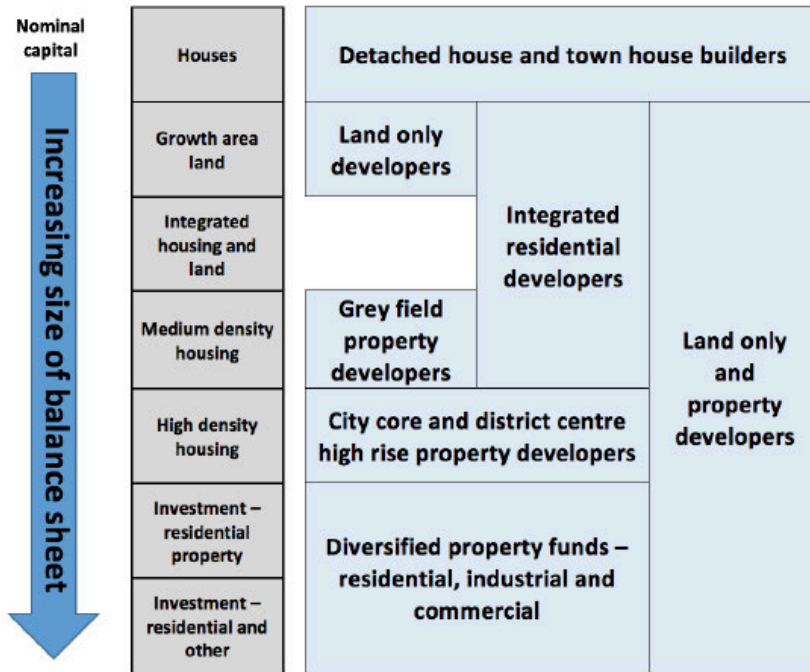 Nominal
capital
Increasing size of balance sheet
Houses
Detached house and town house builders
Growth area
land
Land only
developers
Integrated
housing and
land
Integrated
residential
developers
Medium density
housing
Grey field
property
developers
Land only
and
property
developers
High density
housing
City core and district centre
high rise property developers
Investment –
residential
property
Diversified property funds –
residential, industrial and
commercial
Investment –
residential and
other